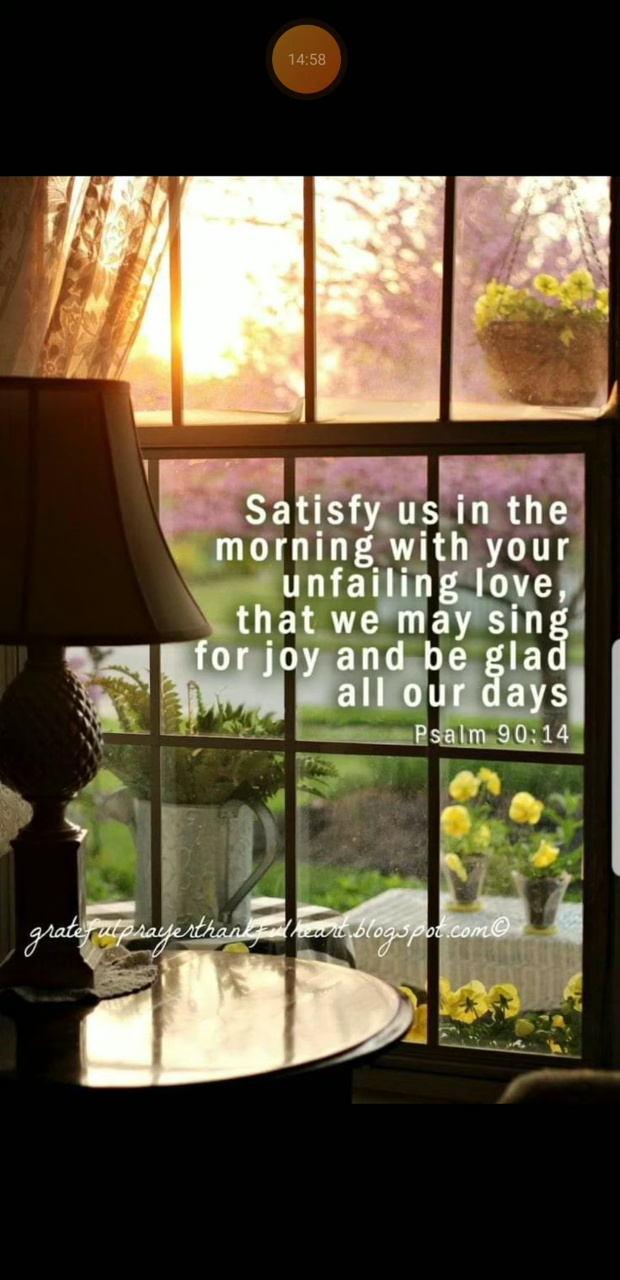 14:58
Satisfy us in the
morning with your
unfailing love,
that we may sing
for joy and be glad
all our days
Psalm 90:14
gratefulprayerthankfulheart.blogspot.com©